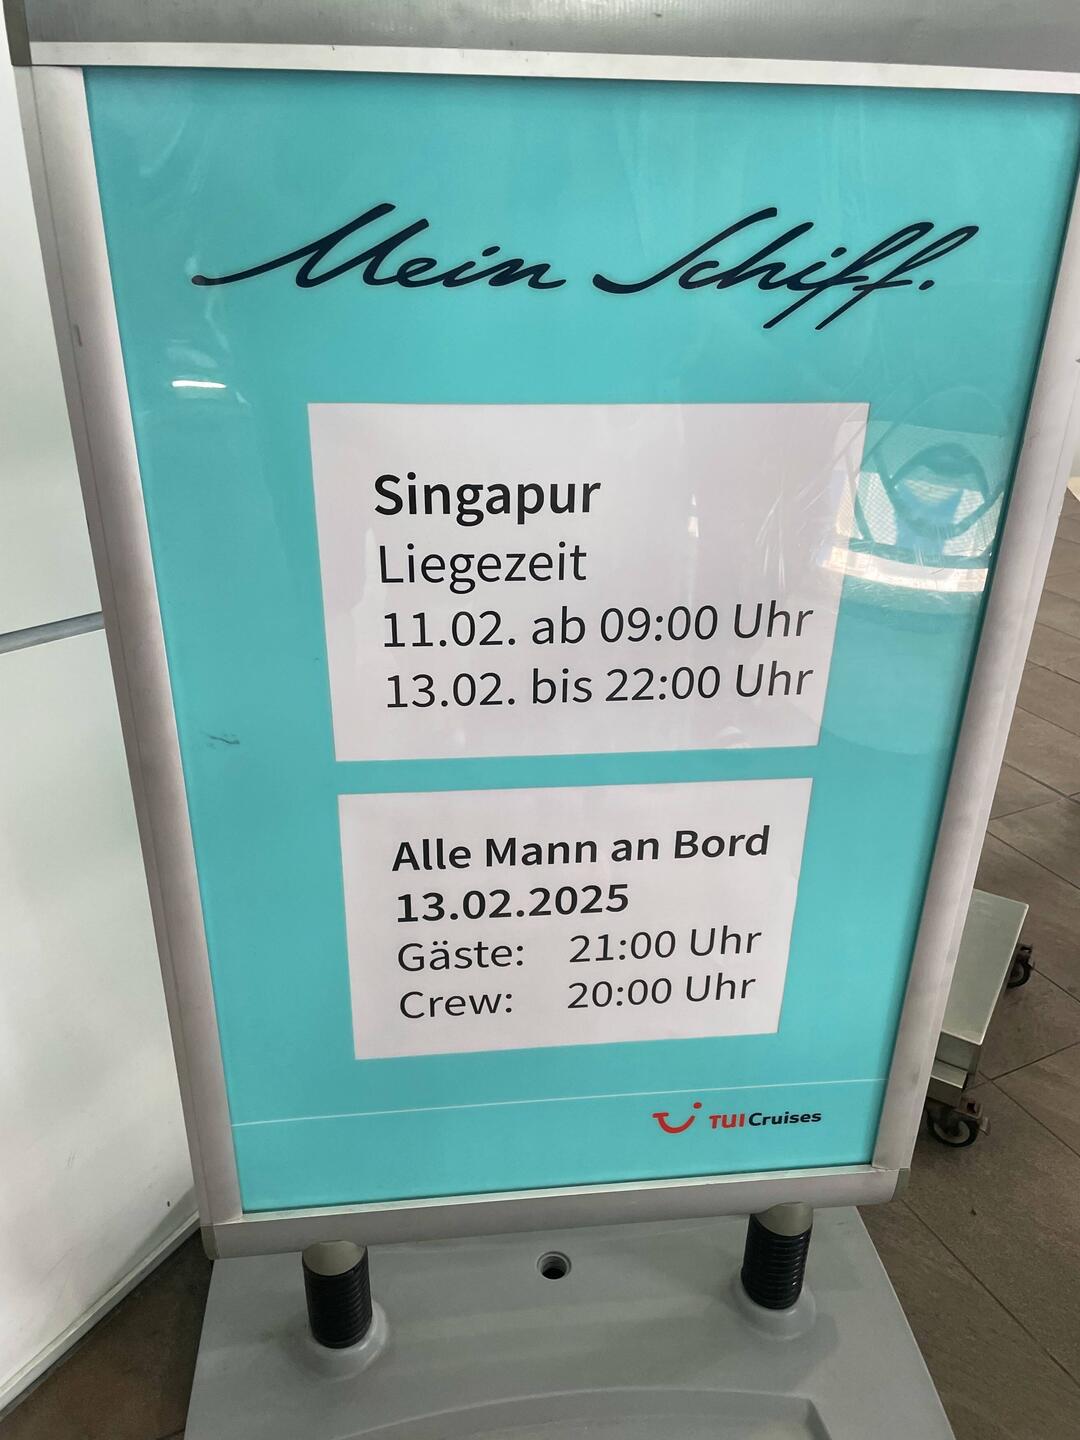 Mein Schiff.
Singapur
Liegezeit
11.02. ab 09:00 Uhr
13.02. bis 22:00 Uhr
Alle Mann an Bord
13.02.2025
Gäste: 21:00 Uhr
Crew: 20:00 Uhr
TUI Cruises